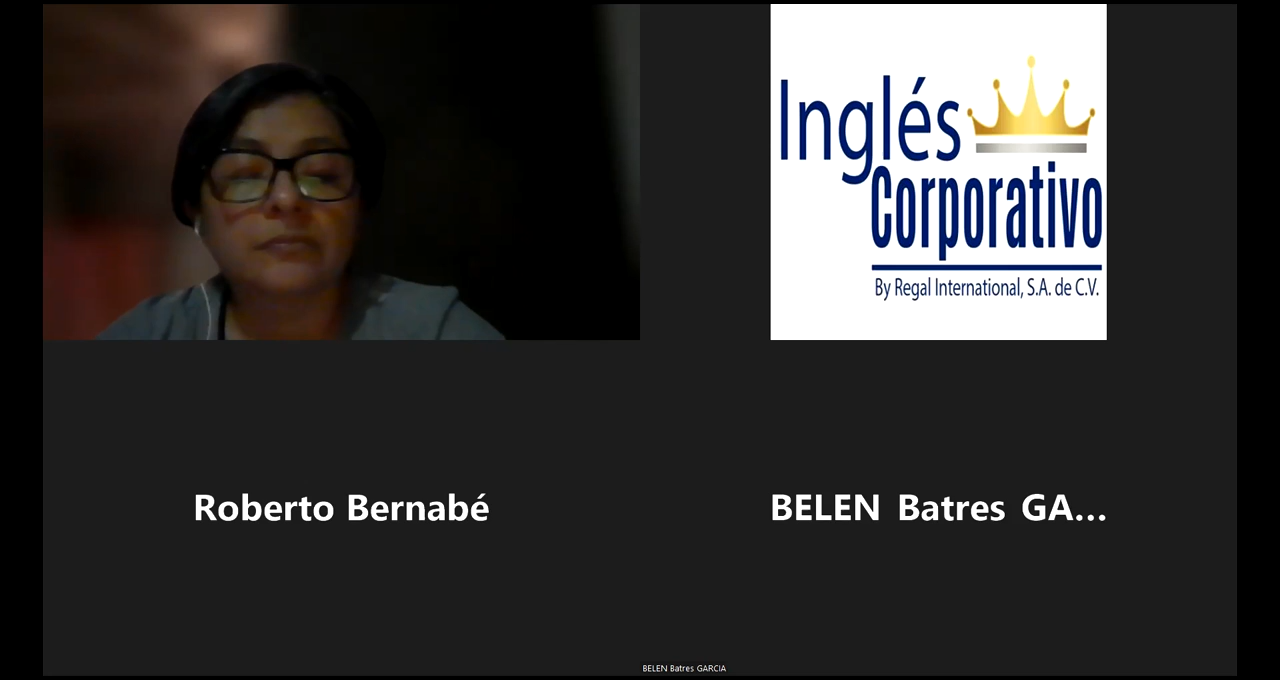 Inglés
Corporativo
By Regal International, S.A. de C.V.
Roberto Bernabé
BELEN Batres GA...
BELEN Batres GARCIA